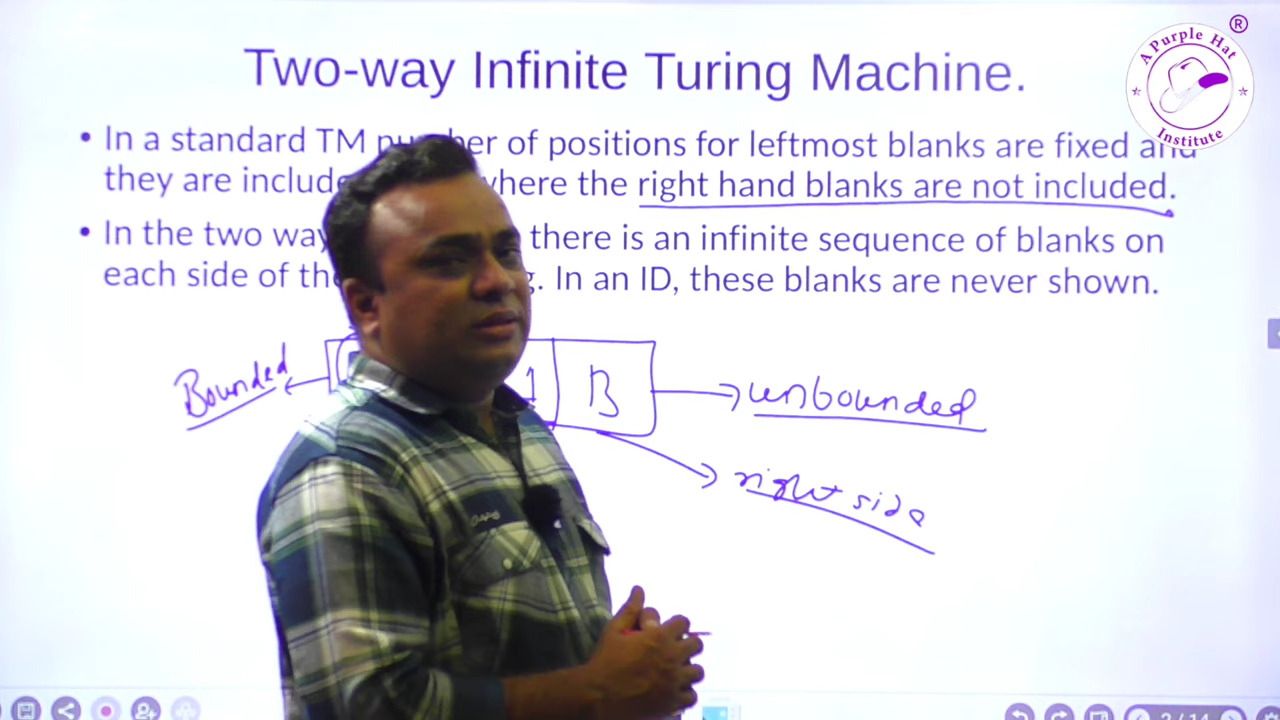 Two-way Infinite Turing Machine.
• In a standard TM er of positions for leftmost blanks are fixed and
they are where the right hand blanks are not included.
• In the two way there is an infinite sequence of blanks on
each side of In an ID, these blanks are never shown.
Bounded 1 B unbounded
right side
A Purple Hat
Institute
®